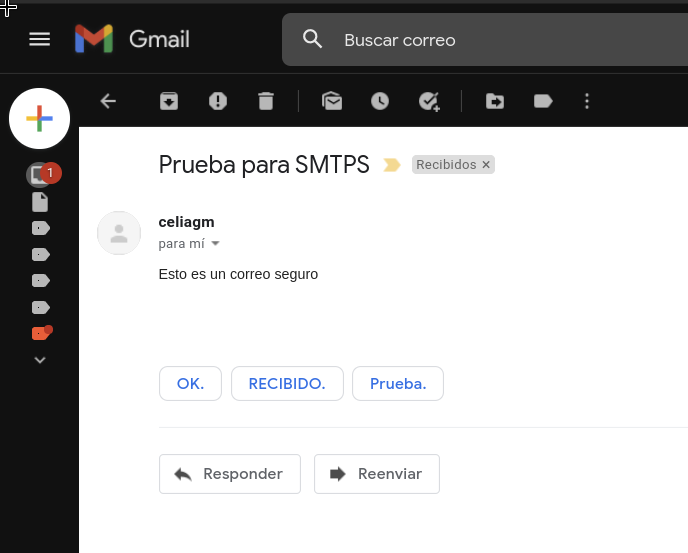 Gmail
Buscar correo
1
Prueba para SMTPS
Recibidos ×
celiagm
para mí
Esto es un correo seguro
OK.
RECIBIDO.
Prueba.
Responder
Reenviar